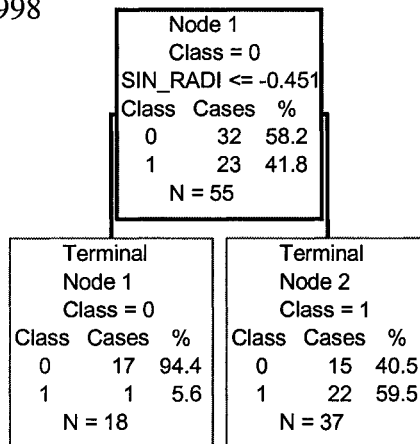 Node 1
Class = 0
SIN_RADI <= -0.451
Class Cases %
0 32 58.2
1 23 41.8
N = 55
Terminal
Node 1
Class = 0
Class Cases %
0 17 94.4
1 1 5.6
N = 18
Terminal
Node 2
Class = 1
Class Cases %
0 15 40.5
1 22 59.5
N = 37